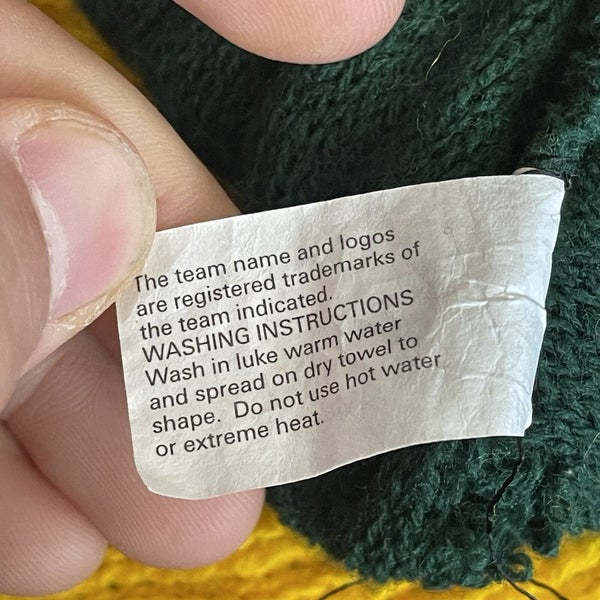 The team name and logos
are registered trademarks of
the team indicated.
WASHING INSTRUCTIONS
Wash in luke warm water
and spread on dry towel to
shape. Do not use hot water
or extreme heat.